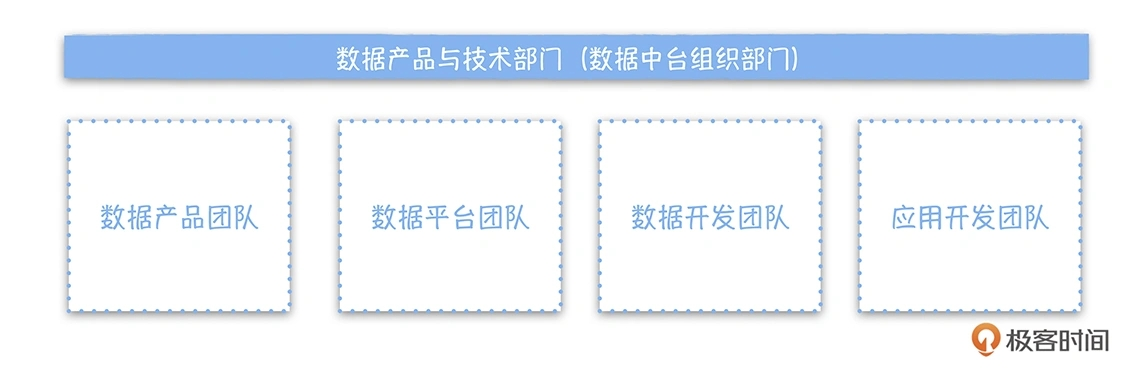 数据产品与技术部门（数据中台组织部门）
数据产品团队
数据平台团队
数据开发团队
应用开发团队
极客时间